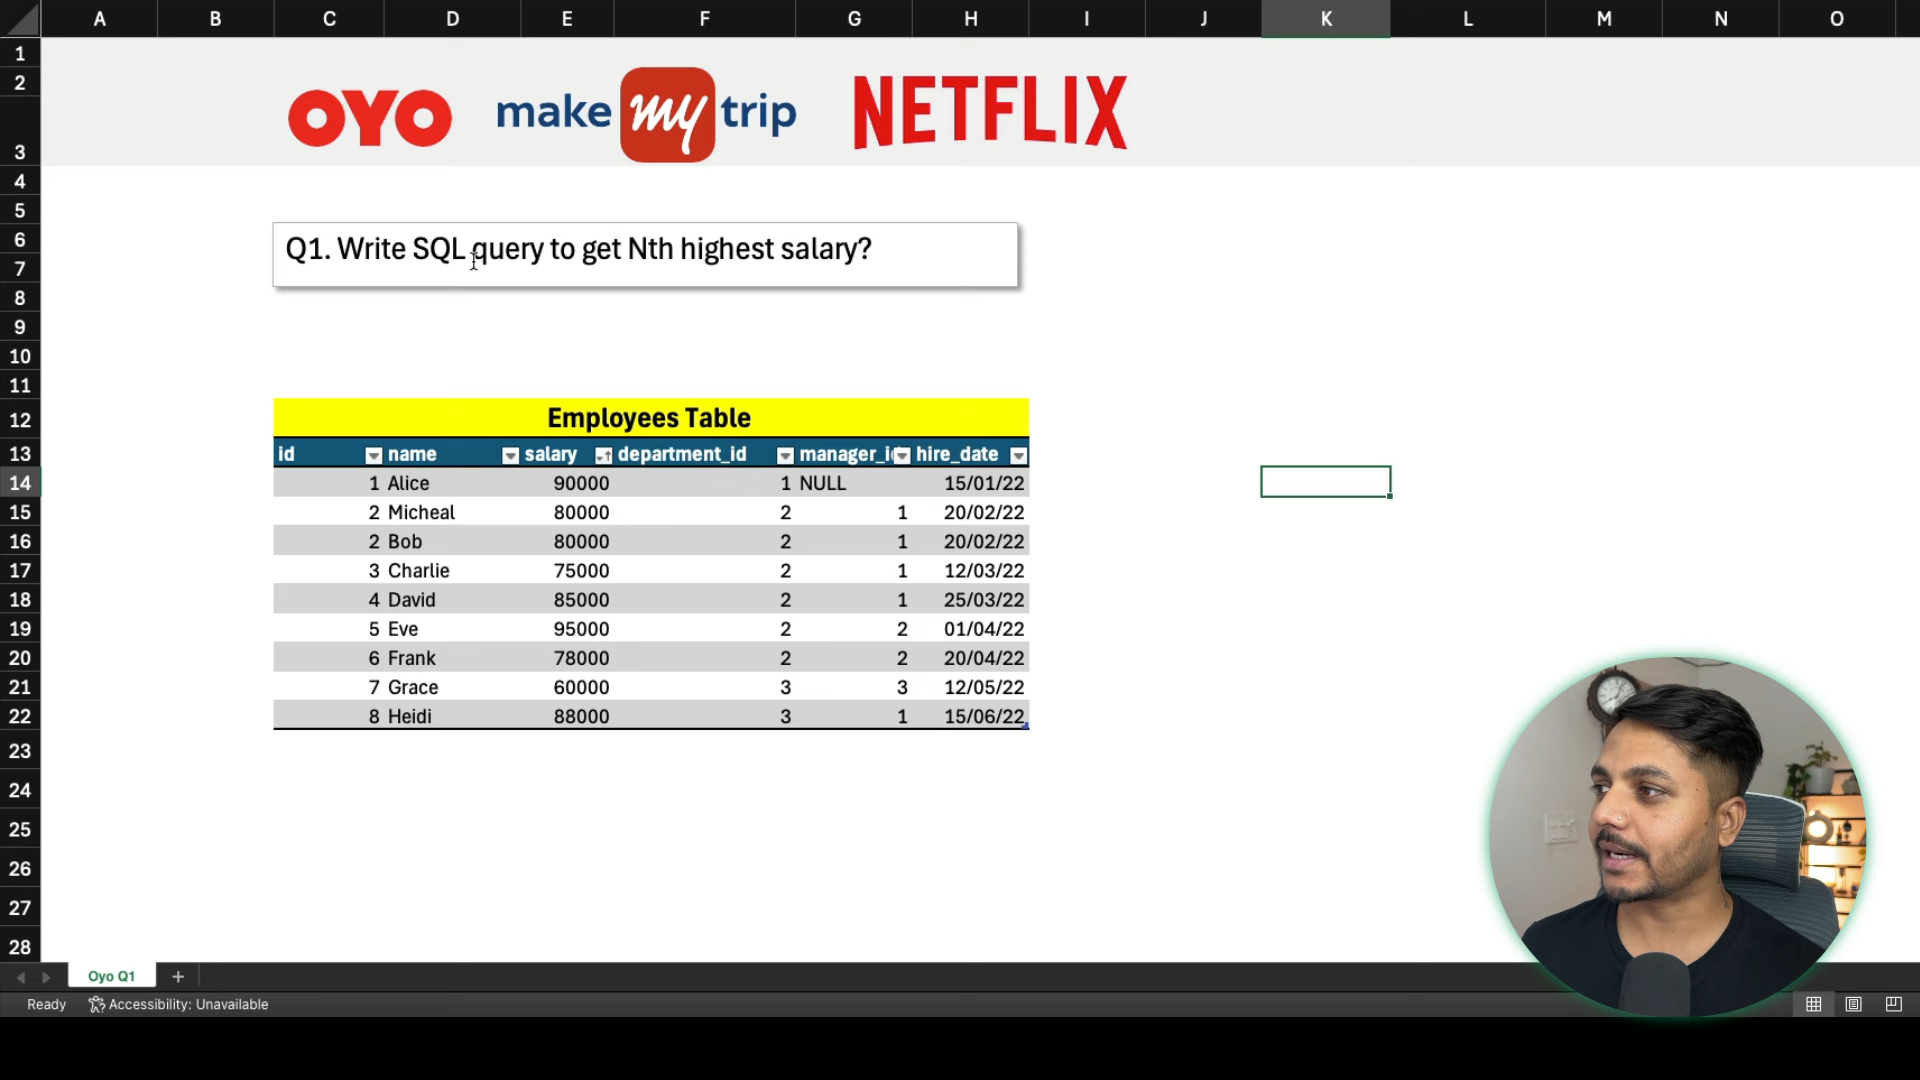 A B C D E F G H I J K L M N O
1
2
3
OYO make my trip NETFLIX
4
5
6
7
Q1. Write SQL query to get Nth highest salary?
8
9
10
11
12 Employees Table
13 id name salary department_id manager_i hire_date
14 1 Alice 90000 1 NULL 15/01/22
15 2 Micheal 80000 2 1 20/02/22
16 2 Bob 80000 2 1 20/02/22
17 3 Charlie 75000 2 1 12/03/22
18 4 David 85000 2 1 25/03/22
19 5 Eve 95000 2 2 01/04/22
20 6 Frank 78000 2 2 20/04/22
21 7 Grace 60000 3 3 12/05/22
22 8 Heidi 88000 3 1 15/06/22
23
24
25
26
27
28
Oyo Q1 +
Ready Accessibility: Unavailable